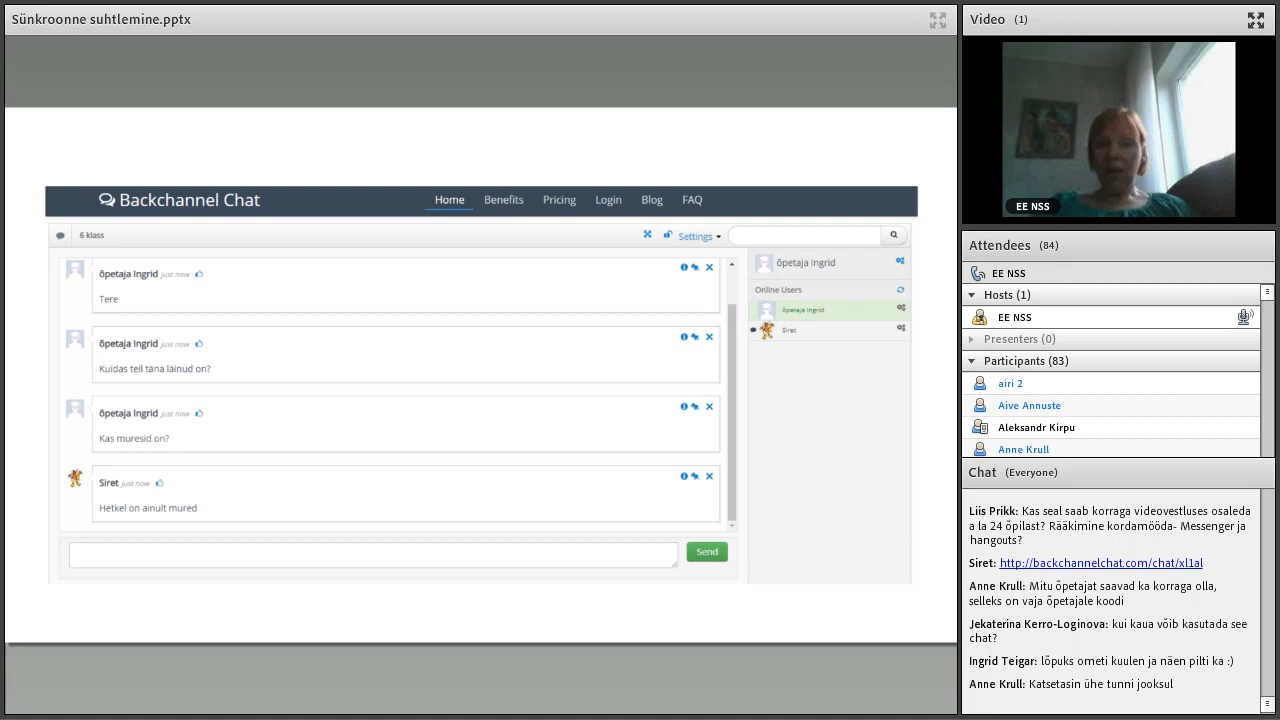 Sünkroonne suhtlemine.pptx
Backchannel Chat
Home Benefits Pricing Login Blog FAQ
6 klass
Settings
õpetaja Ingrid just now
Tere
õpetaja Ingrid just now
Kuidas teil täna läinud on?
õpetaja Ingrid just now
Kas muresid on?
Siret just now
Hetkel on ainult mured
Send
õpetaja Ingrid
Online Users
õpetaja Ingrid
Siret
Video (1)
EE NSS
Attendees (84)
EE NSS
Hosts (1)
EE NSS
Presenters (0)
Participants (83)
airi 2
Aive Annuste
Aleksandr Kirpu
Anne Krull
Chat (Everyone)
Liis Prikk: Kas seal saab korraga videovestluses osaleda
a la 24 õpilast? Rääkimine kordamööda- Messenger ja
hangouts?
Siret: http://backchannelchat.com/chat/xl1al
Anne Krull: Mitu õpetajat saavad ka korraga olla,
selleks on vaja õpetajale koodi
Jekaterina Kerro-Loginova: kui kaua võib kasutada see
chat?
Ingrid Teigar: lõpuks ometi kuulen ja näen pilti ka :)
Anne Krull: Katsetasin ühe tunni jooksul